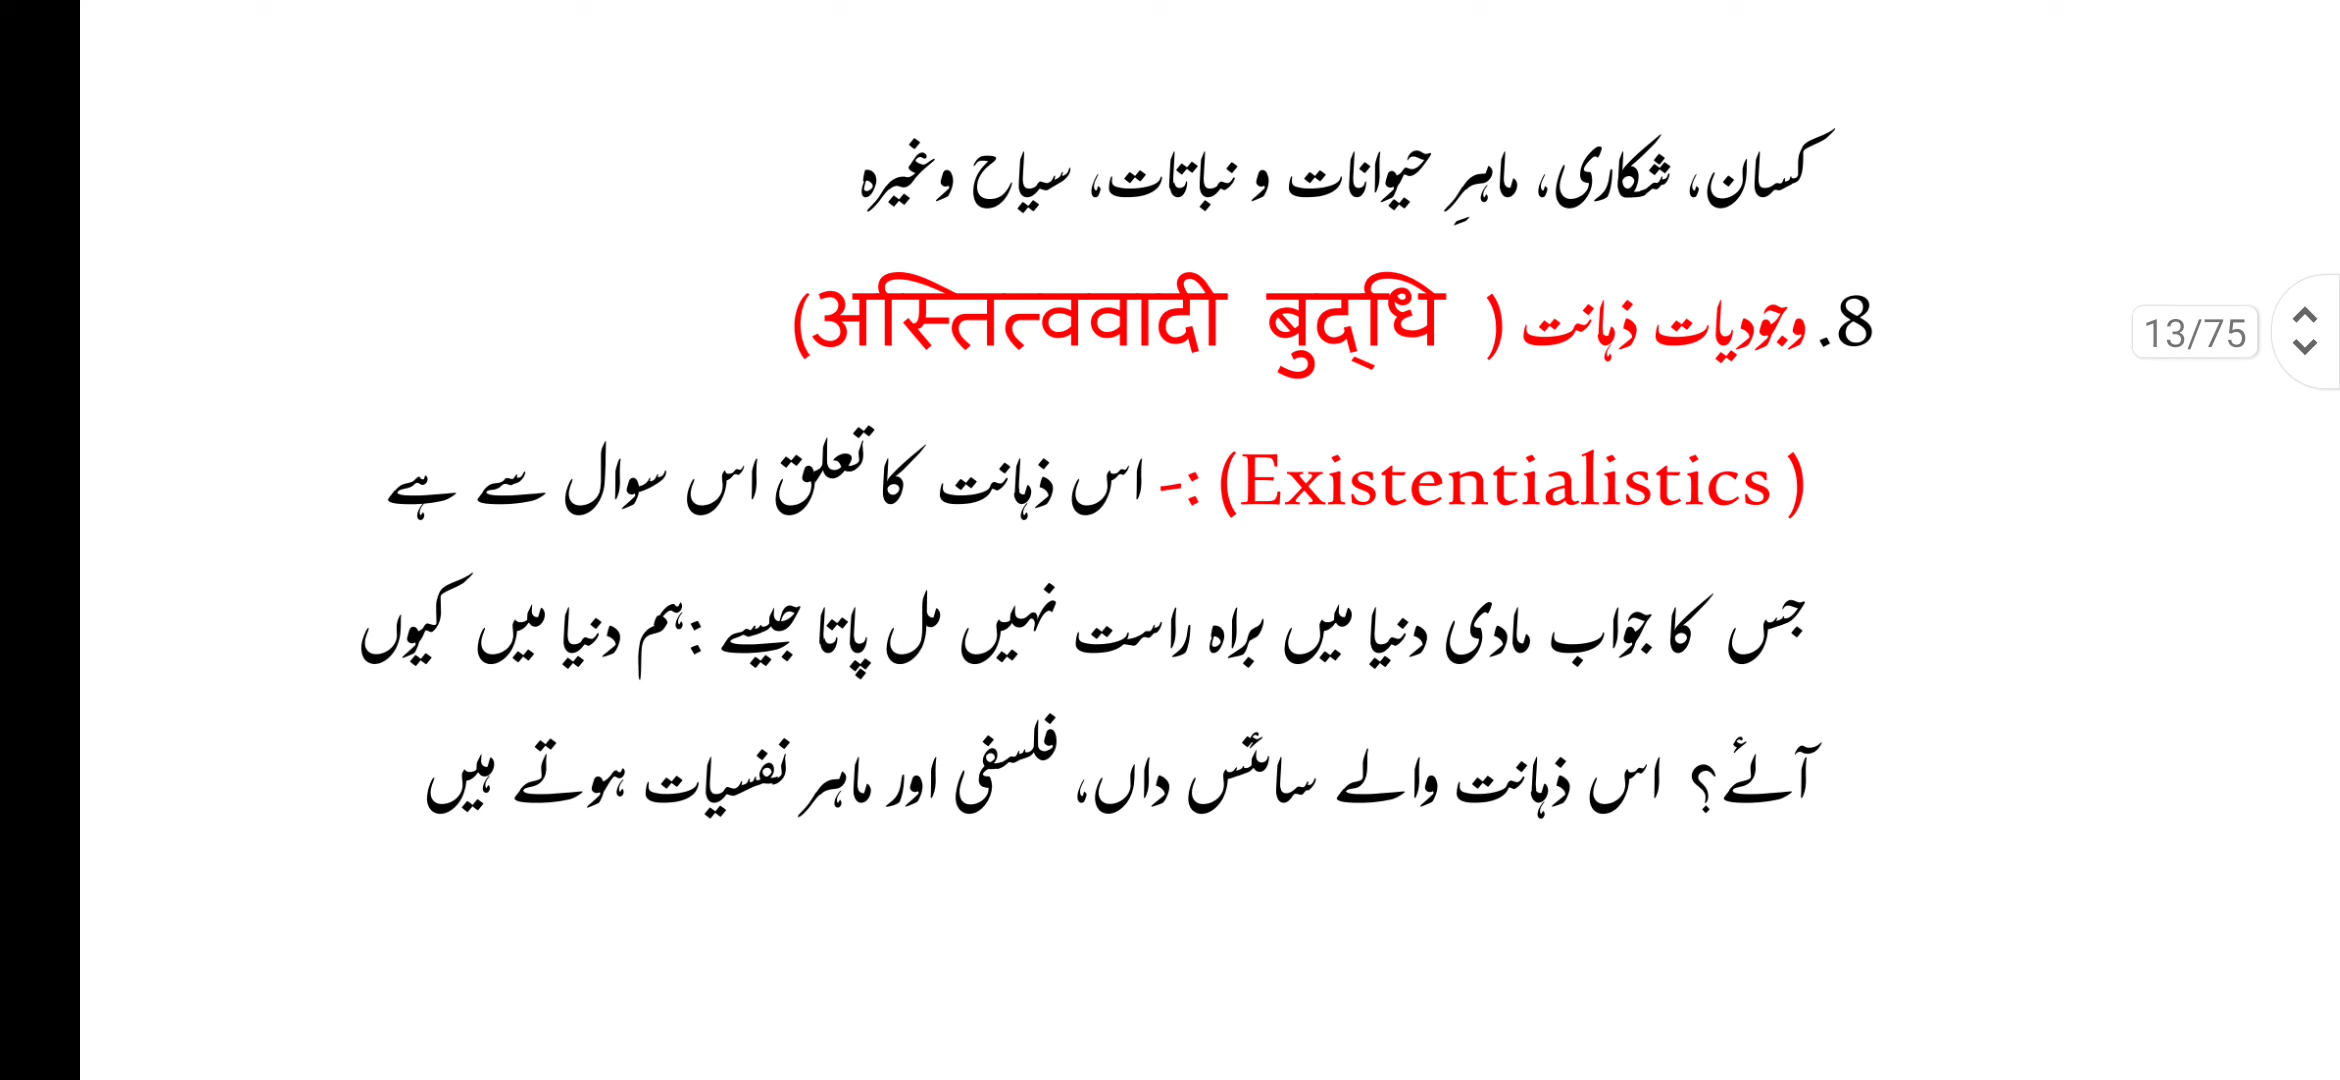 کسان، شکاری، ماہرِ حیوانات و نباتات، سیاح وغیرہ
8. وجودیات ذہانت ( अस्तित्ववादी बुद्धि)
( Existentialistics) :- اس ذہانت کا تعلق اس سوال سے ہے
جس کا جواب مادی دنیا میں براہ راست نہیں مل پاتا جیسے :ہم دنیا میں کیوں
آئے؟ اس ذہانت والے سائنس داں، فلسفی اور ماہر نفسیات ہوتے ہیں
13/75